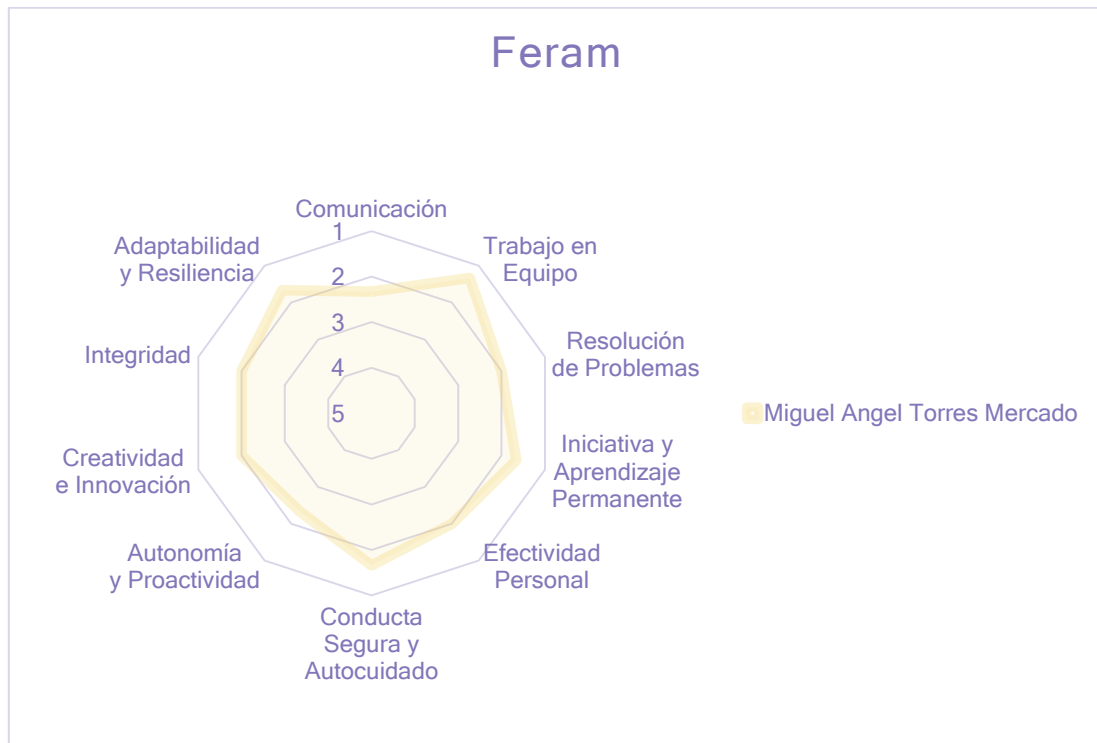 Feram
Comunicación
1
2
3
4
5
Trabajo en
Equipo
Resolución
de Problemas
Iniciativa y
Aprendizaje
Permanente
Efectividad
Personal
Conducta
Segura y
Autocuidado
Autonomía
y Proactividad
Creatividad
e Innovación
Integridad
Adaptabilidad
y Resiliencia
Miguel Angel Torres Mercado